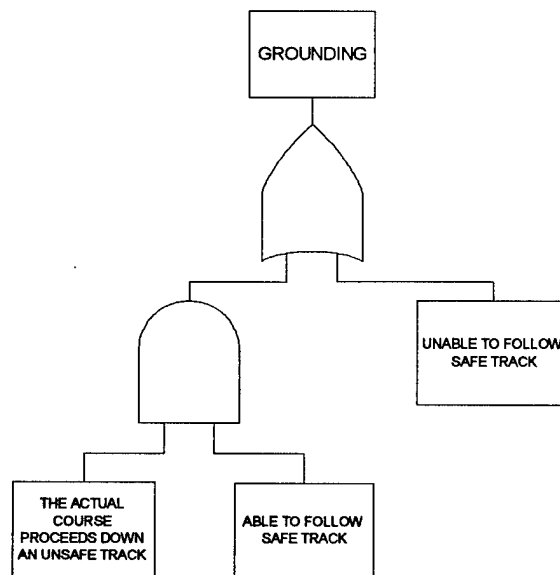 GROUNDING
UNABLE TO FOLLOW
SAFE TRACK
THE ACTUAL
COURSE
PROCEEDS DOWN
AN UNSAFE TRACK
ABLE TO FOLLOW
SAFE TRACK